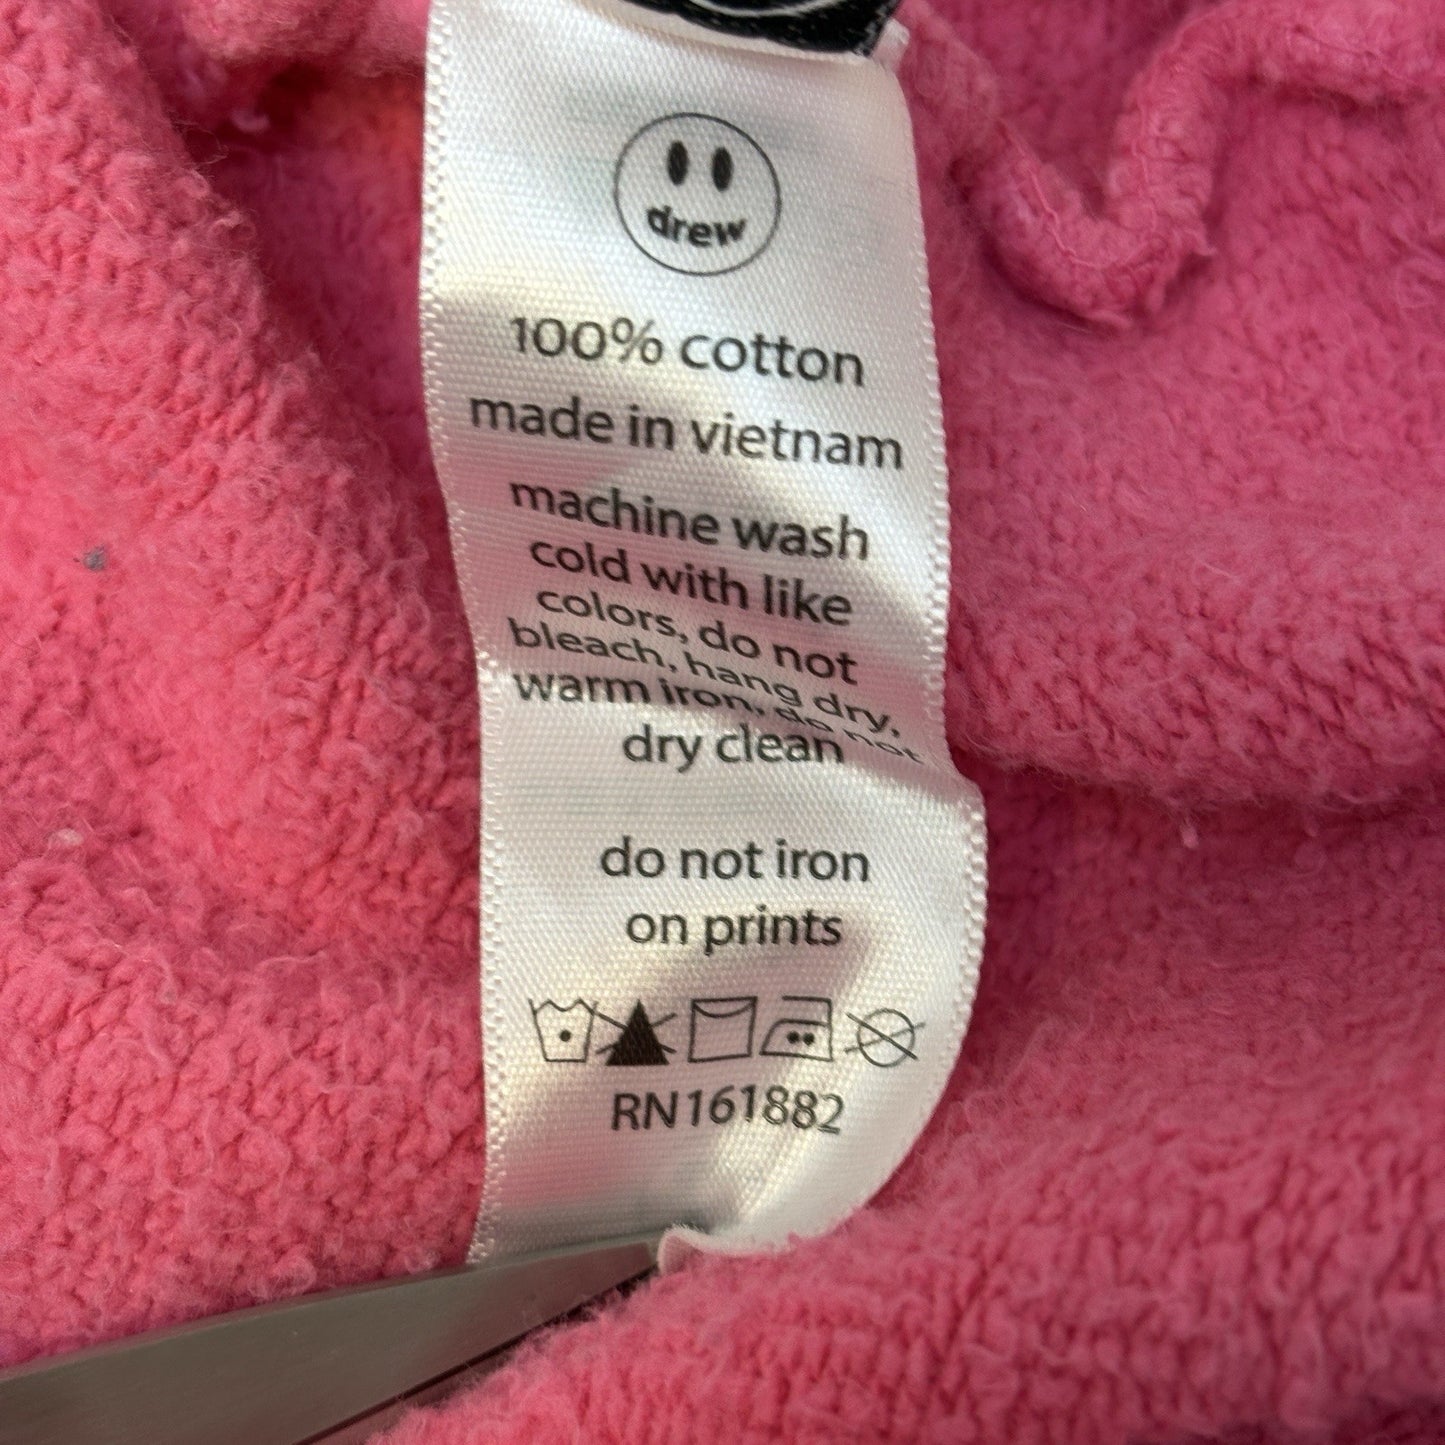 drew
100% cotton
made in vietnam
machine wash
cold with like
colors, do not
bleach, hang dry,
warm iron, do not
dry clean
do not iron
on prints
RN161882